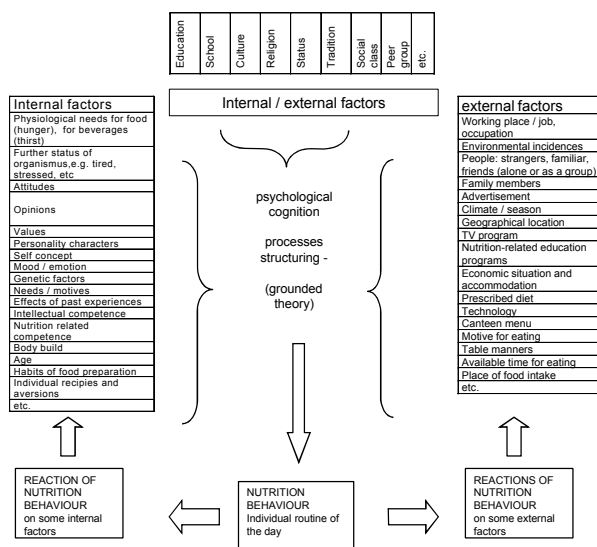 Education
School
Culture
Religion
Status
Tradition
Social
class
Peer
group
etc.
Internal / external factors
Internal factors
Physiological needs for food
(hunger),  for beverages
(thirst)
Further status of
organismus,e.g. tired,
stressed, etc
Attitudes
Opinions
Values
Personality characters
Self concept
Mood / emotion
Genetic factors
Needs / motives
Effects of past experiences
Intellectual competence
Nutrition related
competence
Body build
Age
Habits of food preparation
Individual recipies and
aversions
etc.
psychological
cognition
processes
structuring -
(grounded
theory)
external factors
Working place / job,
occupation
Environmental incidences
People: strangers, familiar,
friends (alone or as a group)
Family members
Advertisement
Climate / season
Geographical location
TV program
Nutrition-related education
programs
Economic situation and
accommodation
Prescribed diet
Technology
Canteen menu
Motive for eating
Table manners
Available time for eating
Place of food intake
etc.
REACTION OF
NUTRITION
BEHAVIOUR
on some internal
factors
NUTRITION
BEHAVIOUR
Individual routine of
the day
REACTIONS OF
NUTRITION
BEHAVIOUR
on some external
factors